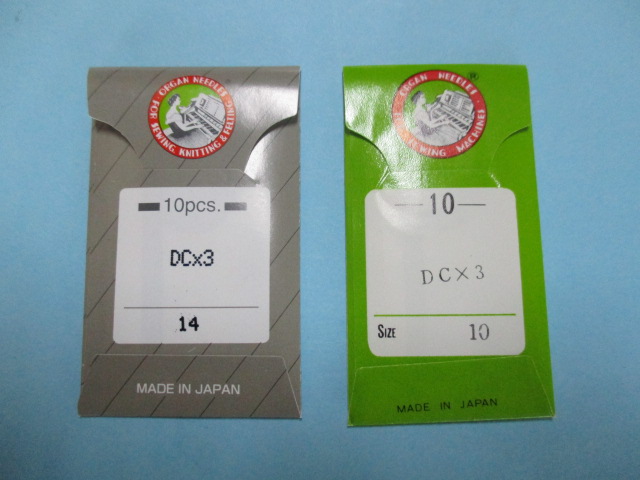 ORGAN NEEDLES
FOR SEWING, KNITTING & FELTING
10pcs.
DCx3
14
MADE IN JAPAN
ORGAN NEEDLES
®
SEWING MACHINES
10
DC×3
SIZE 10
MADE IN JAPAN